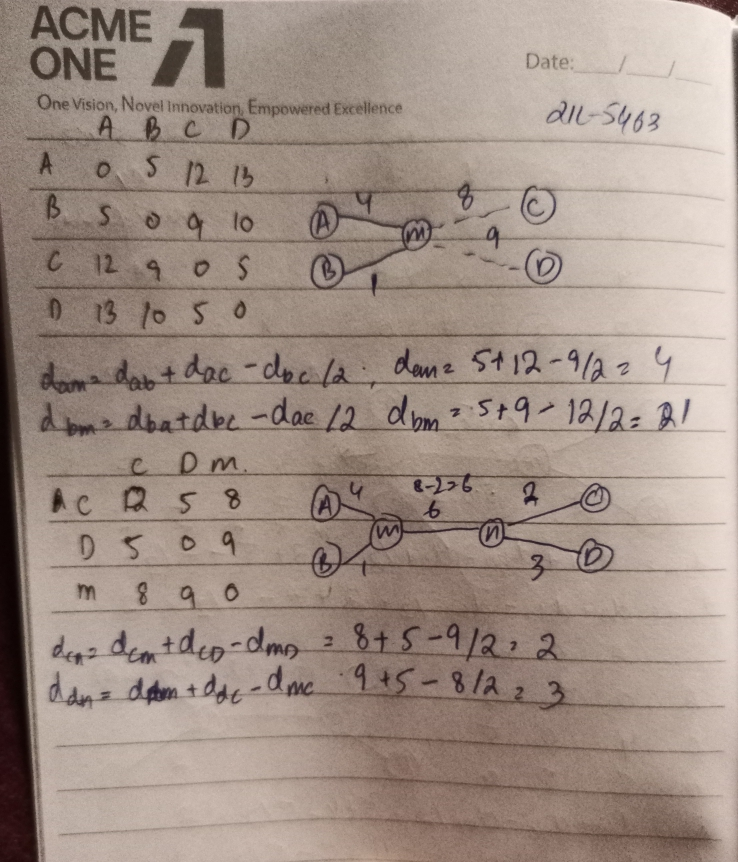 ACME
ONE
Date:___/___/___
One Vision, Novel Innovation, Empowered Excellence
21L-5463
A B C D
A 0 5 12 13
B 5 0 9 10
C 12 9 0 5
D 13 10 5 0
A 4 m 8 C
B 1 9 D
dam = dab + dac - dbc /2 ; dam = 5+12-9/2 = 4
dbm = dba + dbc - dac /2 dbm = 5+9-12/2 = 1
C D m.
C 5 8
D 5 0 9
m 8 9 0
A 4 m 8-2=6 6 n 2 C
B 1 3 D
dcn = dcm + dCD - dmD = 8+5-9/2 = 2
ddn = dDm + ddc - dmc 9+5-8/2 = 3